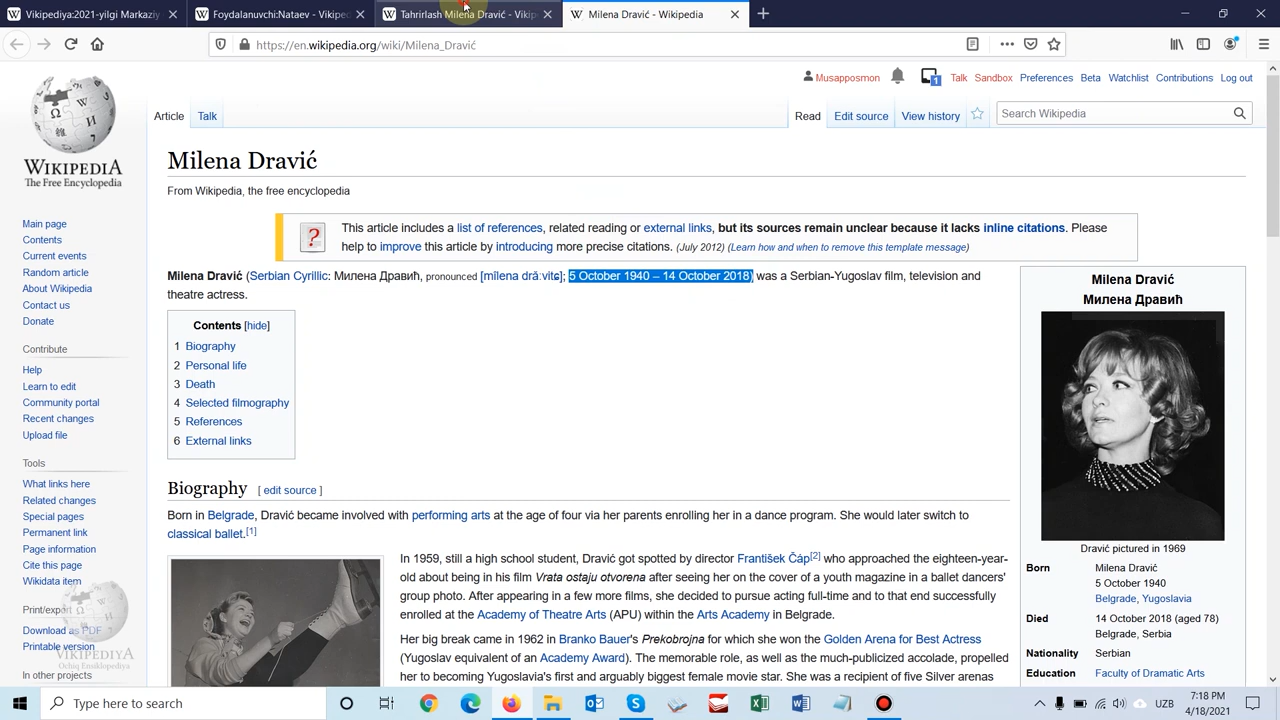 Vikipediya:2021-yilgi Markaziy
Foydalanuvchi:Nataev - Vikiped
Tahrirlash Milena Dravić - Vikip
Milena Dravić - Wikipedia
https://en.wikipedia.org/wiki/Milena_Dravić
Musapposmon
1
Talk
Sandbox
Preferences
Beta
Watchlist
Contributions
Log out
Article
Talk
Read
Edit source
View history
Search Wikipedia
WIKIPEDIA
The Free Encyclopedia
Main page
Contents
Current events
Random article
About Wikipedia
Contact us
Donate
Contribute
Help
Learn to edit
Community portal
Recent changes
Upload file
Tools
What links here
Related changes
Special pages
Permanent link
Page information
Cite this page
Wikidata item
Print/export
Download as PDF
Printable version
In other projects
VIKIPEDIYA
Ochiq Ensiklopediya
Milena Dravić
From Wikipedia, the free encyclopedia
?
This article includes a list of references, related reading or external links, but its sources remain unclear because it lacks inline citations. Please
help to improve this article by introducing more precise citations. (July 2012) (Learn how and when to remove this template message)
Milena Dravić (Serbian Cyrillic: Милена Дравић, pronounced [mîlena drǎːvitɕ]; 5 October 1940 – 14 October 2018) was a Serbian-Yugoslav film, television and
theatre actress.
Contents [hide]
1 Biography
2 Personal life
3 Death
4 Selected filmography
5 References
6 External links
Biography [ edit source ]
Born in Belgrade, Dravić became involved with performing arts at the age of four via her parents enrolling her in a dance program. She would later switch to
classical ballet.[1]
In 1959, still a high school student, Dravić got spotted by director František Čáp[2] who approached the eighteen-year-
old about being in his film Vrata ostaju otvorena after seeing her on the cover of a youth magazine in a ballet dancers'
group photo. After appearing in a few more films, she decided to pursue acting full-time and to that end successfully
enrolled at the Academy of Theatre Arts (APU) within the Arts Academy in Belgrade.
Her big break came in 1962 in Branko Bauer's Prekobrojna for which she won the Golden Arena for Best Actress
(Yugoslav equivalent of an Academy Award). The memorable role, as well as the much-publicized accolade, propelled
her to becoming Yugoslavia's first and arguably biggest female movie star. She was a recipient of five Silver arenas
Milena Dravić
Милена Дравић
Dravić pictured in 1969
Born Milena Dravić
5 October 1940
Belgrade, Yugoslavia
Died 14 October 2018 (aged 78)
Belgrade, Serbia
Nationality Serbian
Education Faculty of Dramatic Arts
Type here to search
UZB
7:18 PM
4/18/2021